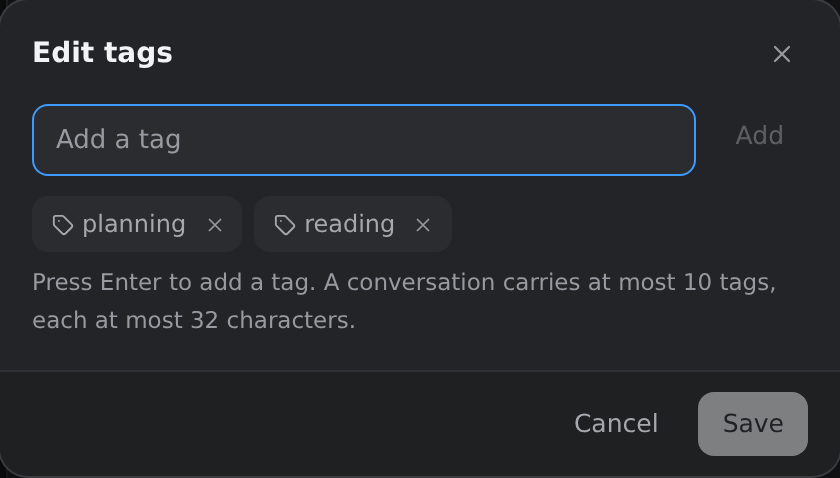 Edit tags
Add a tag
Add
planning
reading
Press Enter to add a tag. A conversation carries at most 10 tags,
each at most 32 characters.
Cancel
Save